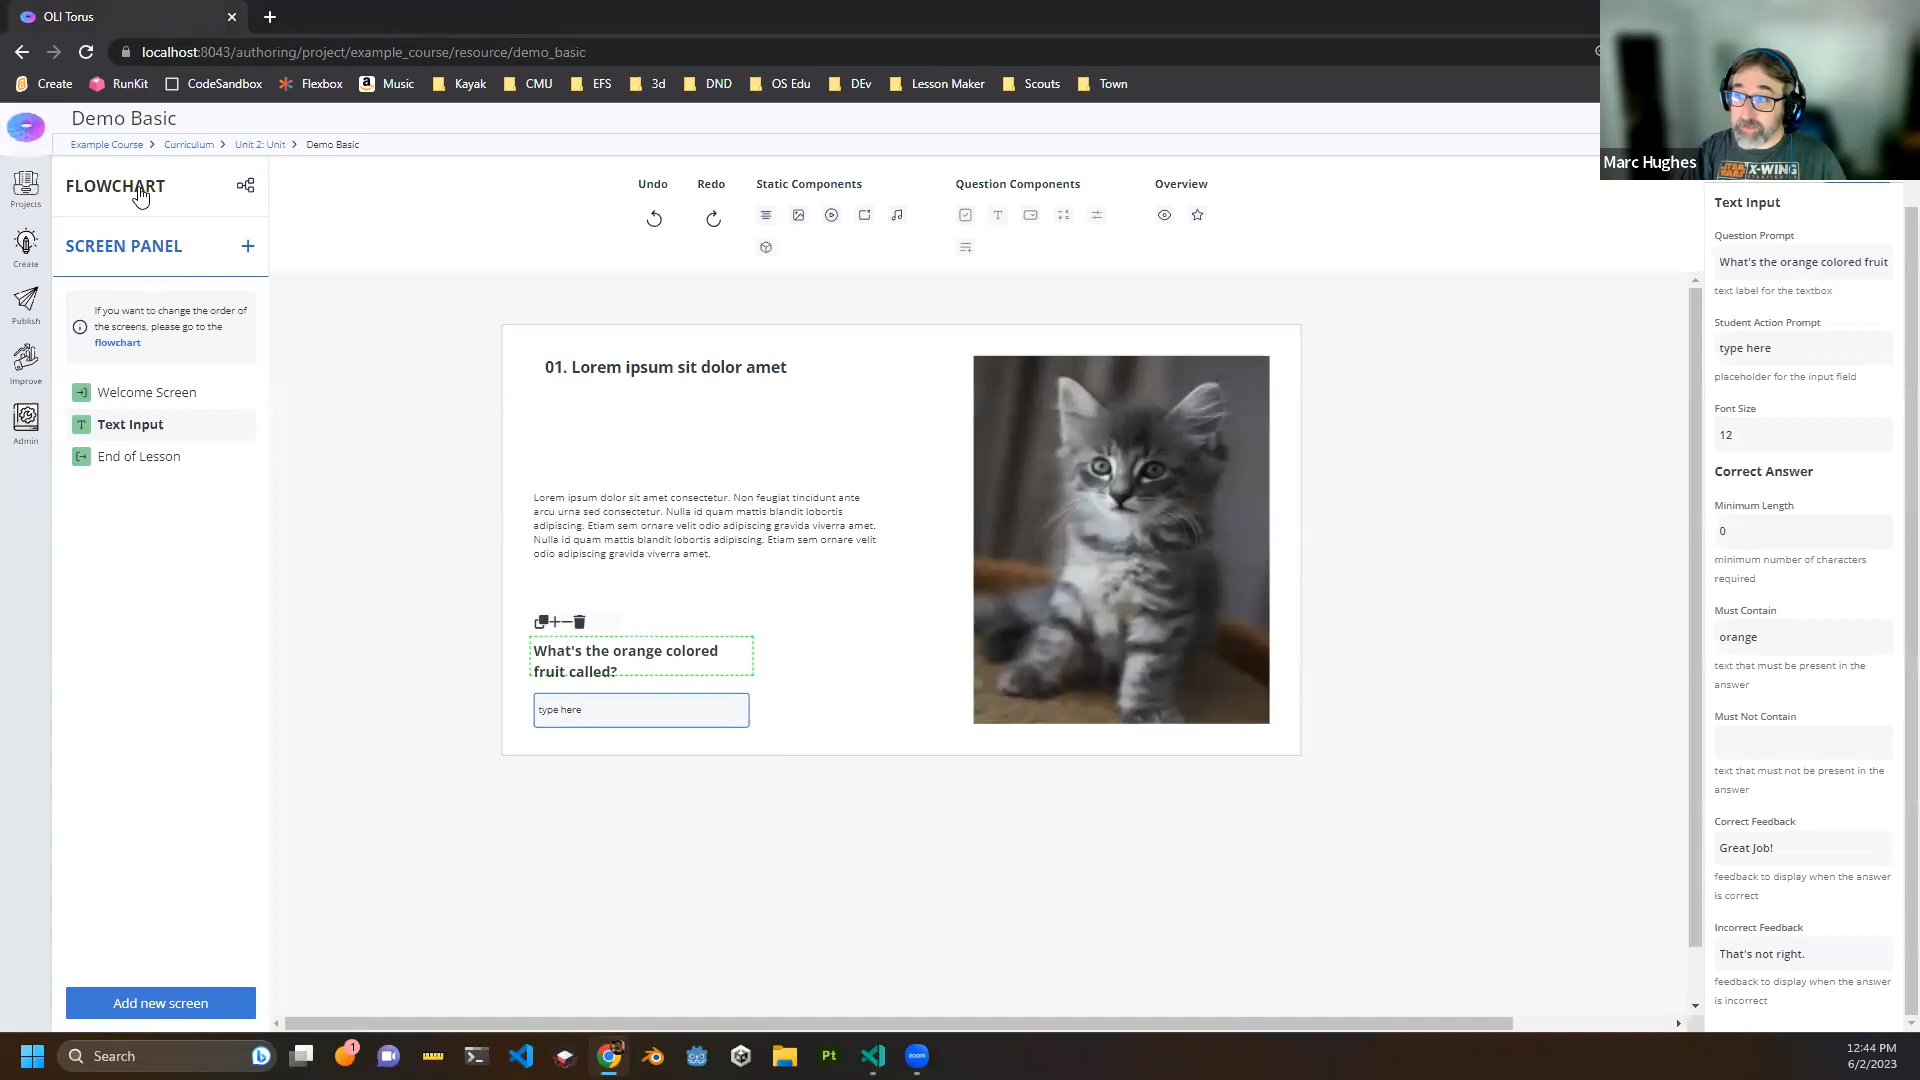 OLI Torus
localhost:8043/authoring/project/example_course/resource/demo_basic
Create RunKit CodeSandbox Flexbox Music Kayak CMU EFS 3d DND OS Edu DEv Lesson Maker Scouts Town
Marc Hughes
Demo Basic
Example Course > Curriculum > Unit 2: Unit > Demo Basic
Projects
Create
Publish
Improve
Admin
FLOWCHART
SCREEN PANEL
If you want to change the order of
the screens, please go to the
flowchart
Welcome Screen
Text Input
End of Lesson
Add new screen
Undo Redo Static Components Question Components Overview
01. Lorem ipsum sit dolor amet
Lorem ipsum dolor sit amet consectetur. Non feugiat tincidunt ante
arcu urna sed consectetur. Nulla id quam mattis blandit lobortis
adipiscing. Etiam sem ornare velit odio adipiscing gravida viverra amet.
Nulla id quam mattis blandit lobortis adipiscing. Etiam sem ornare velit
odio adipiscing gravida viverra amet.
What's the orange colored
fruit called?
type here
Text Input
Question Prompt
What's the orange colored fruit
text label for the textbox
Student Action Prompt
type here
placeholder for the input field
Font Size
12
Correct Answer
Minimum Length
0
minimum number of characters
required
Must Contain
orange
text that must be present in the
answer
Must Not Contain
text that must not be present in the
answer
Correct Feedback
Great Job!
feedback to display when the answer
is correct
Incorrect Feedback
That's not right.
feedback to display when the answer
is incorrect
Search
1
Pt
zoom
12:44 PM
6/2/2023